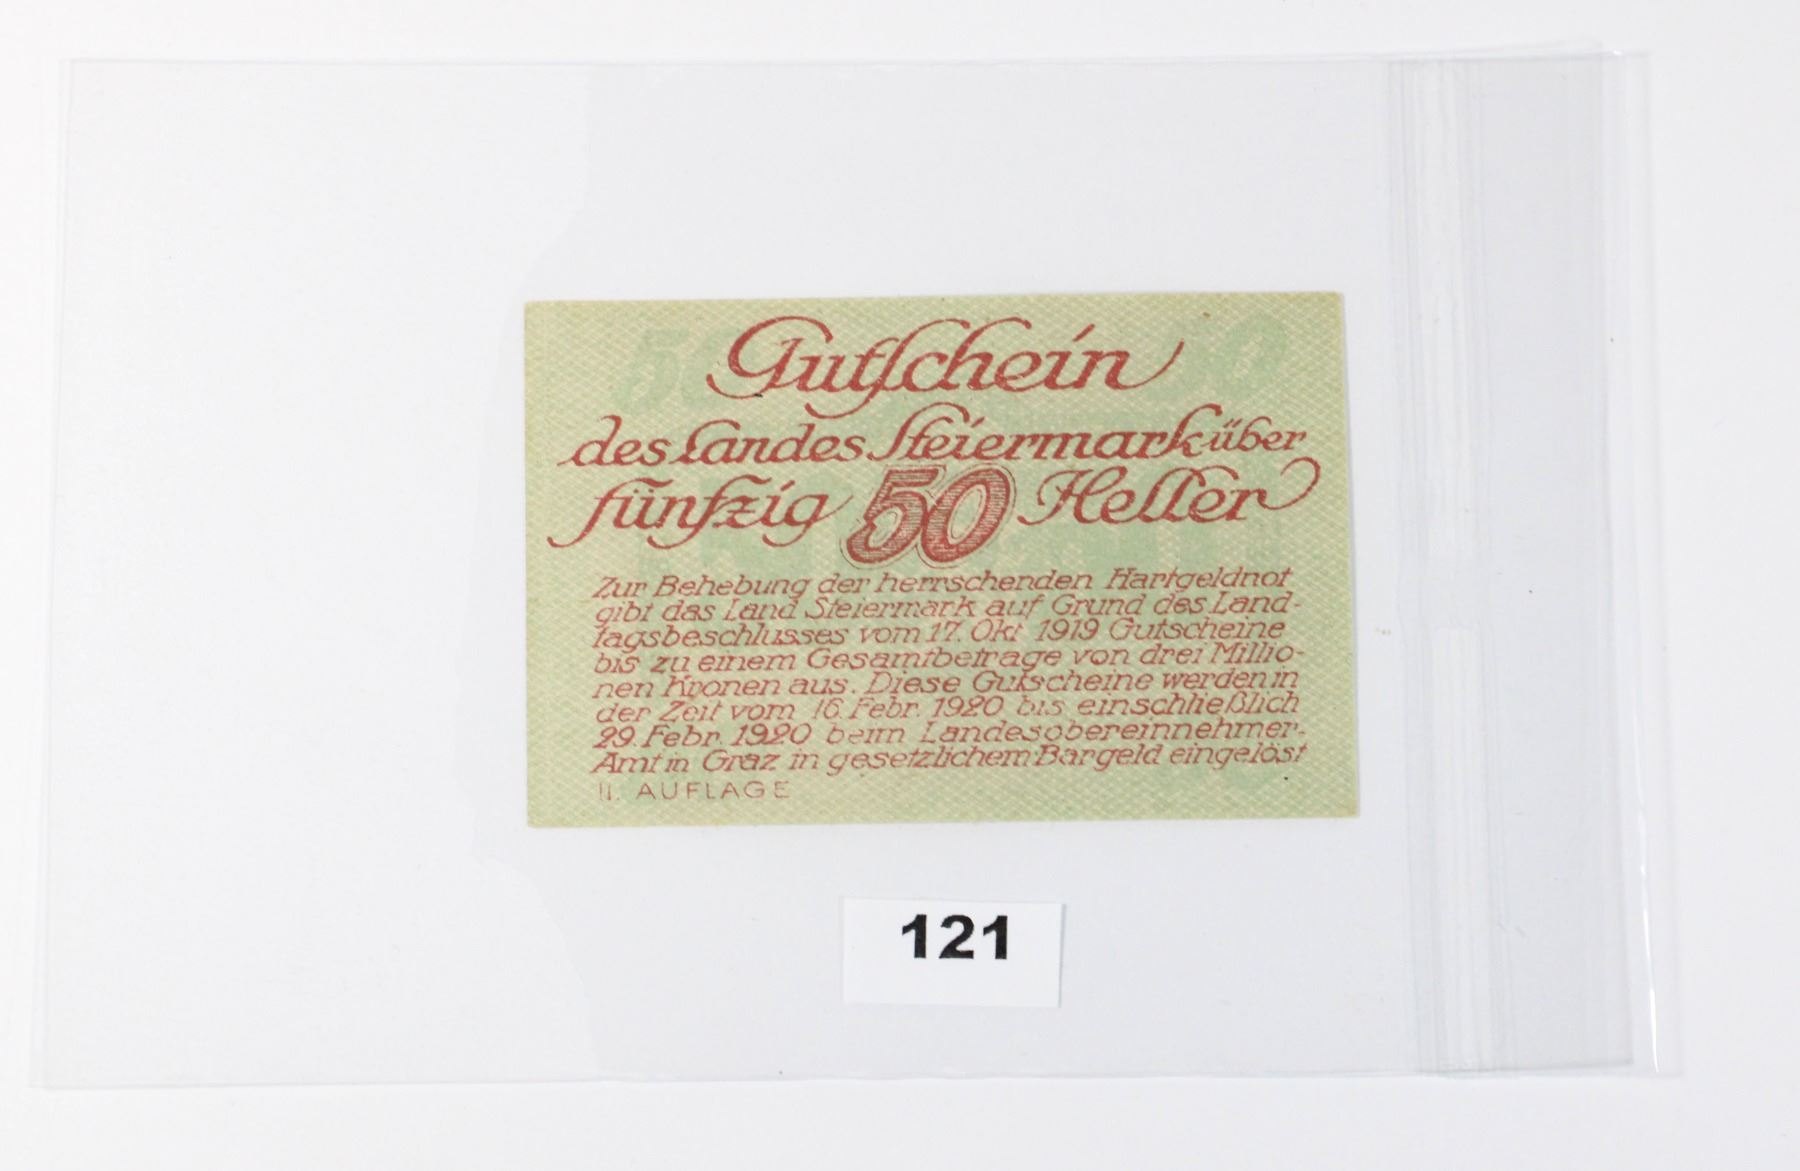 Gutschein
des Landes Steiermark über
fünfzig 50 Heller
Zur Behebung der herrschenden Hartgeldnot
gibt das Land Steiermark auf Grund des Land-
tagsbeschlusses vom 17. Okt 1919 Gutscheine
bis zu einem Gesamtbetrage von drei Millio-
nen Kronen aus. Diese Gutscheine werden in
der Zeit vom 16. Febr. 1920 bis einschließlich
29. Febr. 1920 beim Landesobereinnehmer-
Amt in Graz in gesetzlichem Bargeld eingelöst
II. AUFLAGE
121